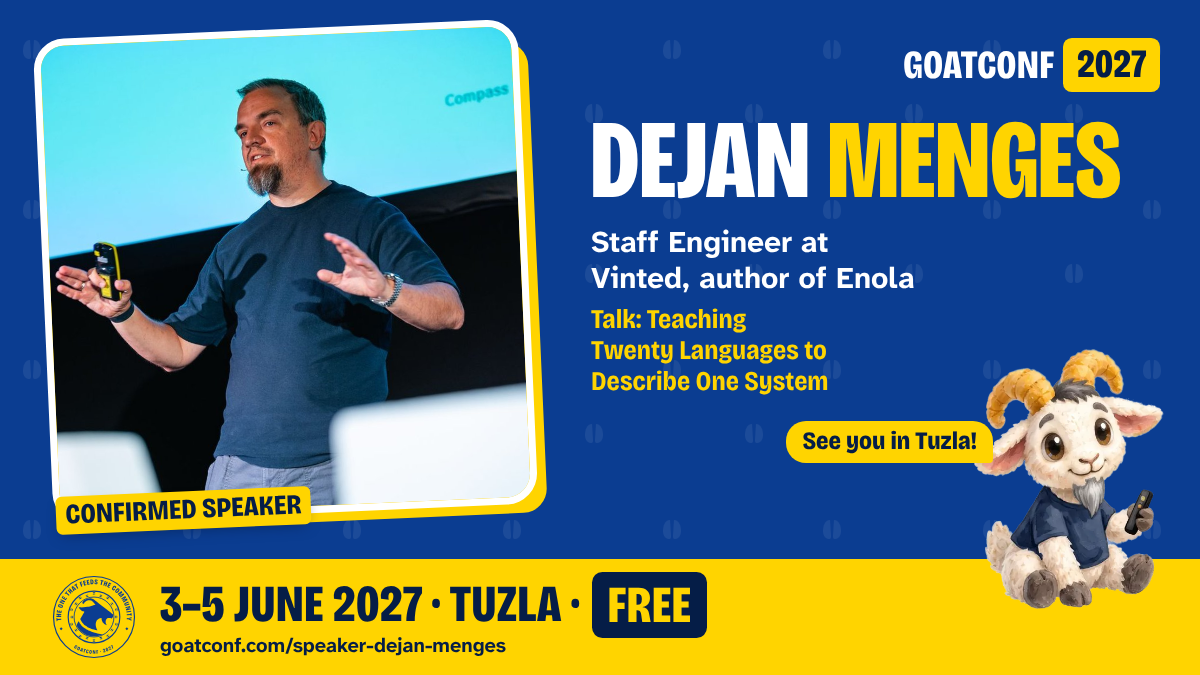 Compass
CONFIRMED SPEAKER
GOATCONF 2027
DEJAN MENGES
Staff Engineer at
Vinted, author of Enola
Talk: Teaching
Twenty Languages to
Describe One System
See you in Tuzla!
THE ONE THAT FEEDS THE COMMUNITY
GOATCONF · 2027
3–5 JUNE 2027 · TUZLA · FREE
goatconf.com/speaker-dejan-menges